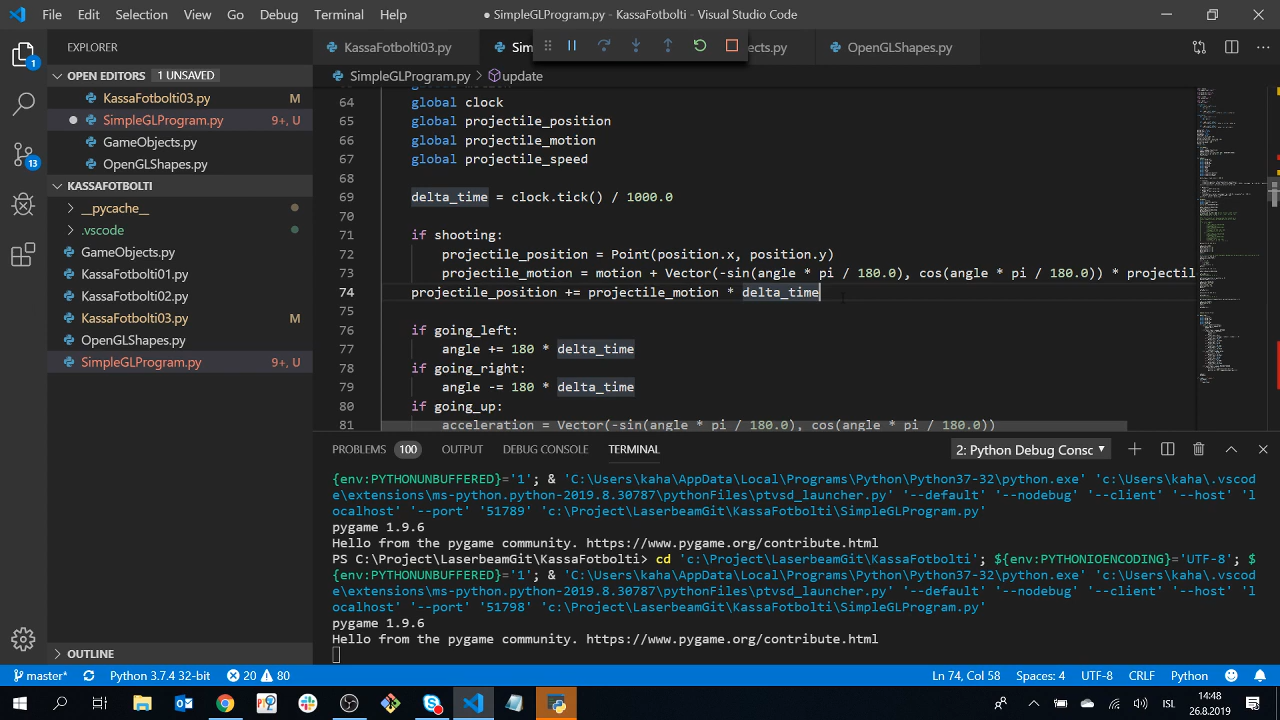 File Edit Selection View Go Debug Terminal Help ● SimpleGLProgram.py - KassaFotbolti - Visual Studio Code
EXPLORER
KassaFotbolti03.py
OpenGLShapes.py
SimpleGLProgram.py > update
OPEN EDITORS 1 UNSAVED
KassaFotbolti03.py M
SimpleGLProgram.py 9+, U
GameObjects.py
OpenGLShapes.py
KASSAFOTBOLTI
__pycache__
.vscode
GameObjects.py
KassaFotbolti01.py
KassaFotbolti02.py
KassaFotbolti03.py M
OpenGLShapes.py
SimpleGLProgram.py 9+, U
OUTLINE
64 global clock
65 global projectile_position
66 global projectile_motion
67 global projectile_speed
68
69 delta_time = clock.tick() / 1000.0
70
71 if shooting:
72 projectile_position = Point(position.x, position.y)
73 projectile_motion = motion + Vector(-sin(angle * pi / 180.0), cos(angle * pi / 180.0)) * projectil
74 projectile_position += projectile_motion * delta_time
75
76 if going_left:
77 angle += 180 * delta_time
78 if going_right:
79 angle -= 180 * delta_time
80 if going_up:
81 acceleration = Vector(-sin(angle * pi / 180.0), cos(angle * pi / 180.0))
PROBLEMS 100 OUTPUT DEBUG CONSOLE TERMINAL 2: Python Debug Consc
{env:PYTHONUNBUFFERED}='1'; & 'C:\Users\kaha\AppData\Local\Programs\Python\Python37-32\python.exe' 'c:\Users\kaha\.vscod
e\extensions\ms-python.python-2019.8.30787\pythonFiles\ptvsd_launcher.py' '--default' '--nodebug' '--client' '--host' 'l
ocalhost' '--port' '51789' 'c:\Project\LaserbeamGit\KassaFotbolti\SimpleGLProgram.py'
pygame 1.9.6
Hello from the pygame community. https://www.pygame.org/contribute.html
PS C:\Project\LaserbeamGit\KassaFotbolti> cd 'c:\Project\LaserbeamGit\KassaFotbolti'; ${env:PYTHONIOENCODING}='UTF-8'; $
{env:PYTHONUNBUFFERED}='1'; & 'C:\Users\kaha\AppData\Local\Programs\Python\Python37-32\python.exe' 'c:\Users\kaha\.vscod
e\extensions\ms-python.python-2019.8.30787\pythonFiles\ptvsd_launcher.py' '--default' '--nodebug' '--client' '--host' 'l
ocalhost' '--port' '51798' 'c:\Project\LaserbeamGit\KassaFotbolti\SimpleGLProgram.py'
pygame 1.9.6
Hello from the pygame community. https://www.pygame.org/contribute.html
master* Python 3.7.4 32-bit 20 80 Ln 74, Col 58 Spaces: 4 UTF-8 CRLF Python
1
13
ÍSL 14:48
26.8.2019